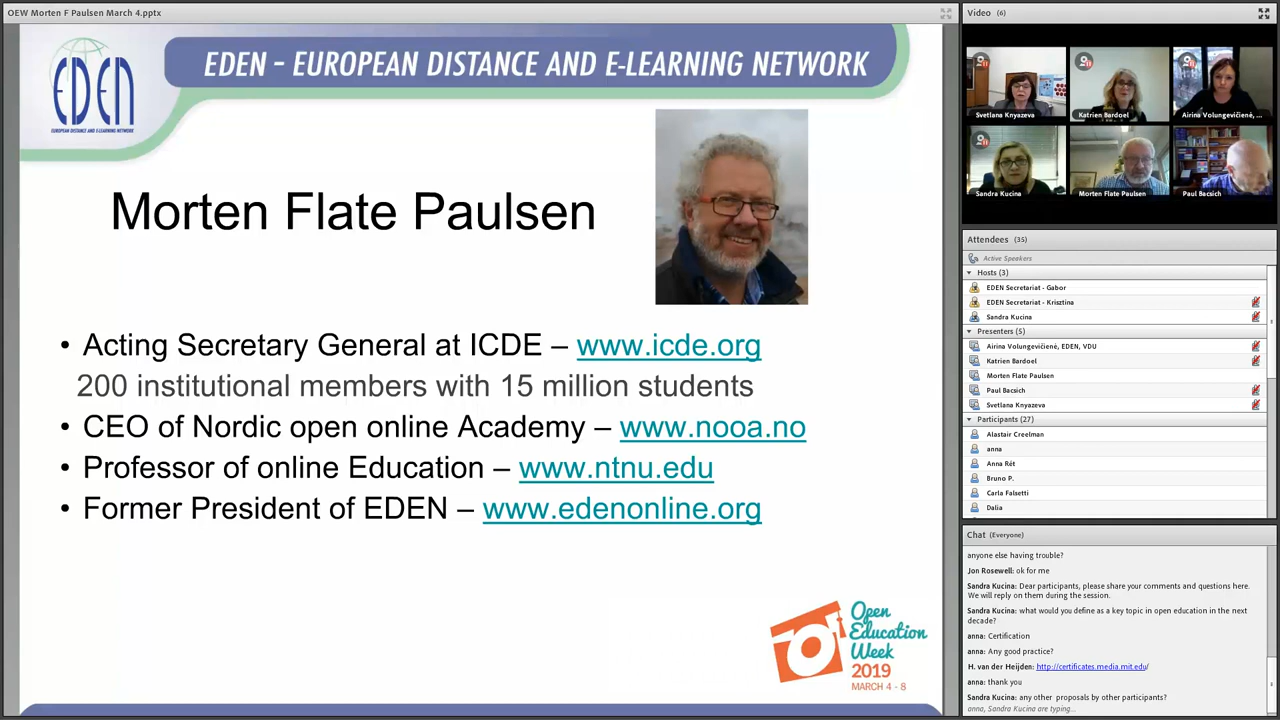 OEW Morten F Paulsen March 4.pptx
EDEN
EUROPEAN DISTANCE AND E-LEARNING NETWORK
EDEN – EUROPEAN DISTANCE AND E-LEARNING NETWORK
Morten Flate Paulsen
• Acting Secretary General at ICDE – www.icde.org
200 institutional members with 15 million students
• CEO of Nordic open online Academy – www.nooa.no
• Professor of online Education – www.ntnu.edu
• Former President of EDEN – www.edenonline.org
Open
Education
Week
2019
MARCH 4 - 8
Video (6)
Svetlana Knyazeva
Katrien Bardoel
Airina Volungevičienė, ...
Sandra Kucina
Morten Flate Paulsen
Paul Bacsich
Attendees (35)
Active Speakers
Hosts (3)
EDEN Secretariat - Gabor
EDEN Secretariat - Krisztina
Sandra Kucina
Presenters (5)
Airina Volungevičienė, EDEN, VDU
Katrien Bardoel
Morten Flate Paulsen
Paul Bacsich
Svetlana Knyazeva
Participants (27)
Alastair Creelman
anna
Anna Rét
Bruno P.
Carla Falsetti
Dalia
Chat (Everyone)
anyone else having trouble?
Jon Rosewell: ok for me
Sandra Kucina: Dear participants, please share your comments and questions here.
We will reply on them during the session.
Sandra Kucina: what would you define as a key topic in open education in the next
decade?
anna: Certification
anna: Any good practice?
H. van der Heijden: http://certificates.media.mit.edu/
anna: thank you
Sandra Kucina: any other proposals by other participants?
anna, Sandra Kucina are typing...